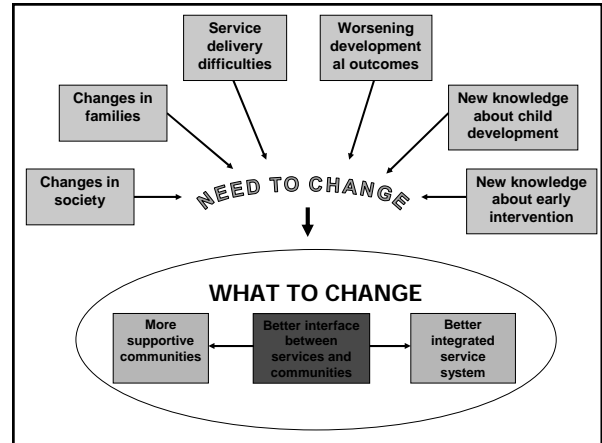 Service
delivery
difficulties
Worsening
development
al outcomes
Changes in
families
New knowledge
about child
development
Changes in
society
NEED TO CHANGE
New knowledge
about early
intervention
WHAT TO CHANGE
More
supportive
communities
Better interface
between
services and
communities
Better
integrated
service
system